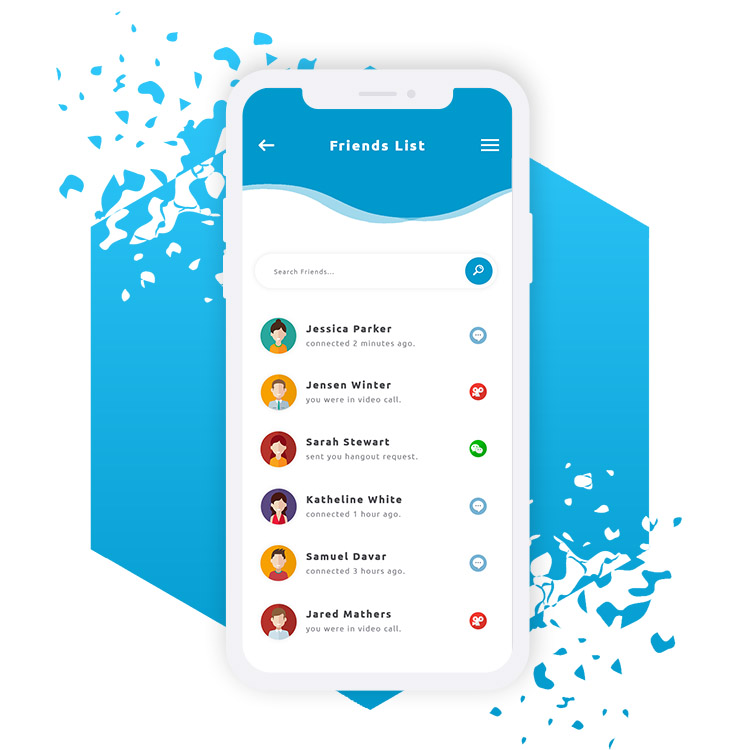 Friends List
Search Friends...
Jessica Parker
connected 2 minutes ago.
Jensen Winter
you were in video call.
Sarah Stewart
sent you hangout request.
Katheline White
connected 1 hour ago.
Samuel Davar
connected 3 hours ago.
Jared Mathers
you were in video call.